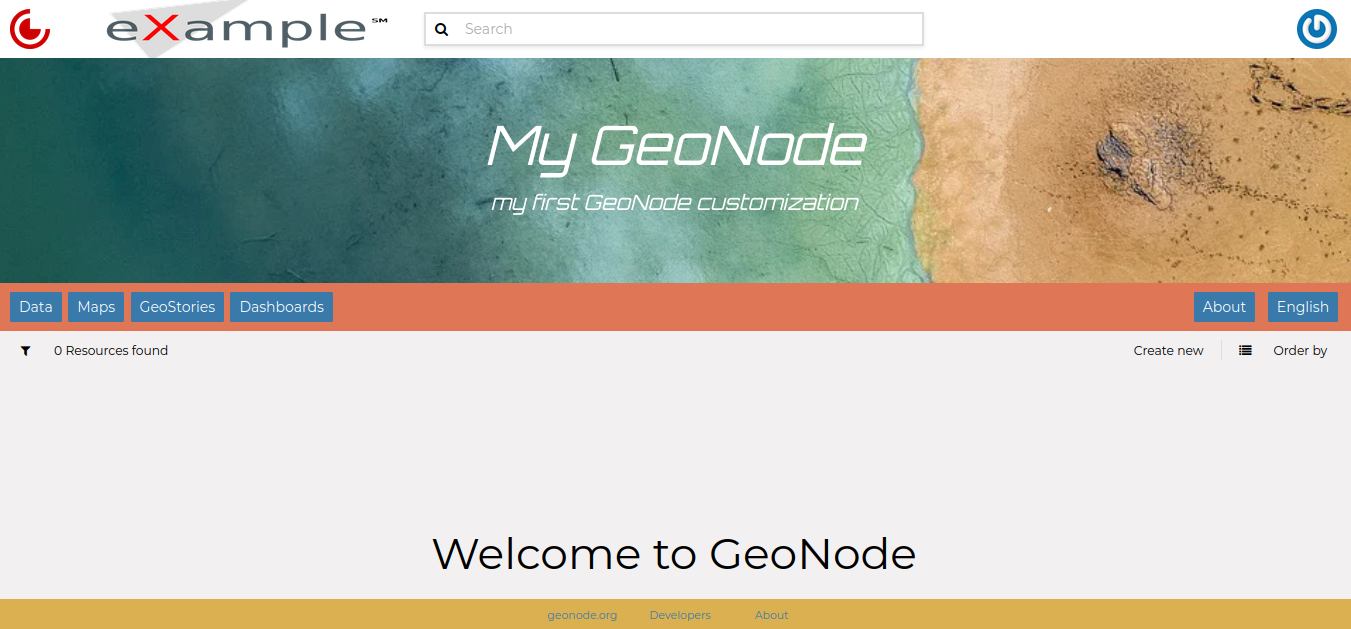 eXample℠
Search
My GeoNode
my first GeoNode customization
Data Maps GeoStories Dashboards About English
0 Resources found Create new Order by
Welcome to GeoNode
geonode.org Developers About